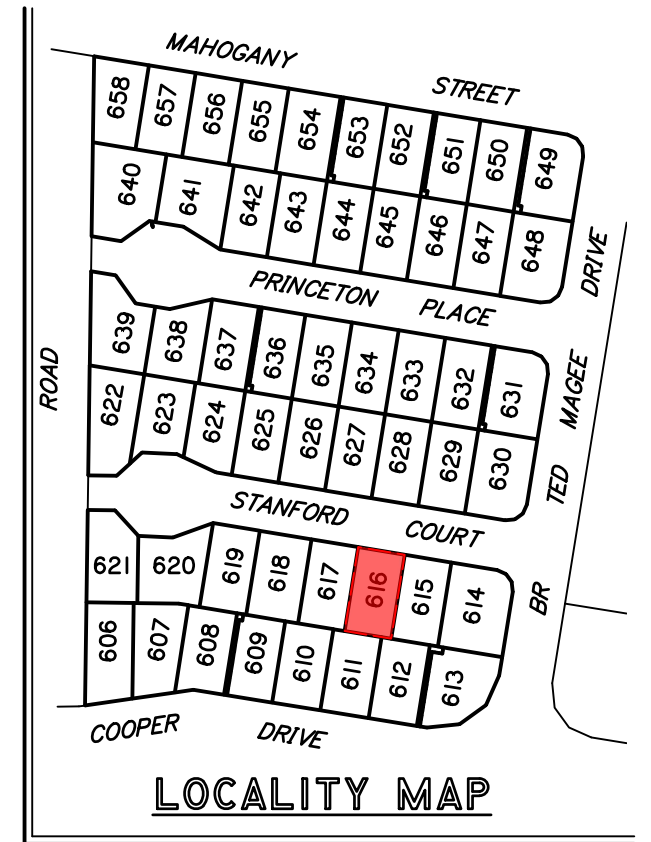 MAHOGANY STREET
658 657 656 655 654 653 652 651 650 649
640 641 642 643 644 645 646 647 648
DRIVE
PRINCETON PLACE
639 638 637 636 635 634 633 632 631
ROAD
MAGEE
622 623 624 625 626 627 628 629 630
TED
STANFORD COURT
621 620 619 618 617 616 615 614
BR
606 607 608 609 610 611 612 613
COOPER DRIVE
LOCALITY MAP